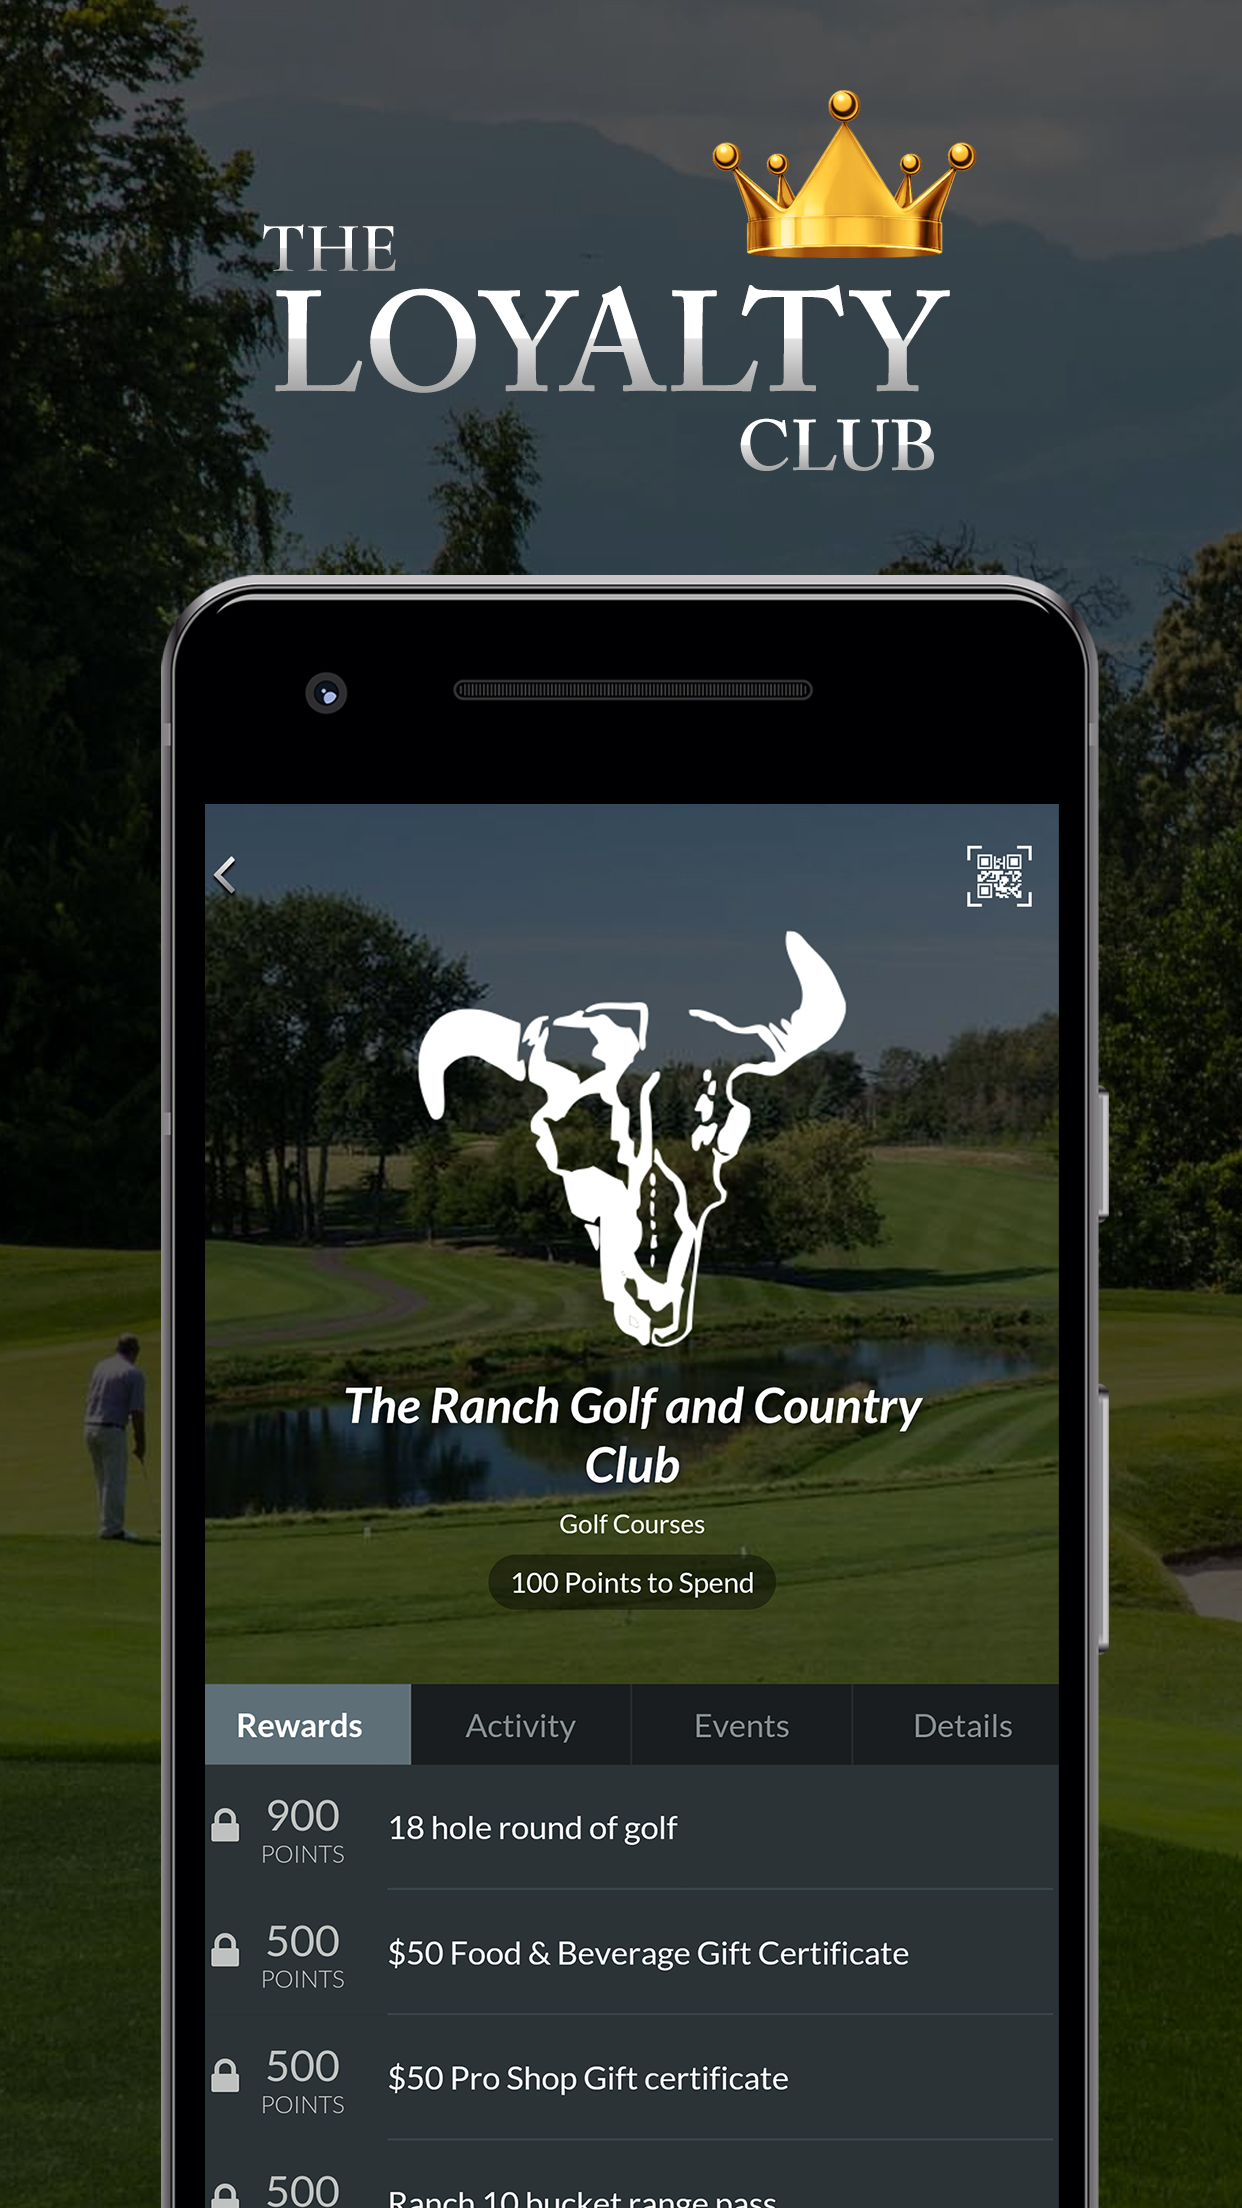 THE
LOYALTY
CLUB
The Ranch Golf and Country
Club
Golf Courses
100 Points to Spend
Rewards
Activity
Events
Details
900
POINTS
18 hole round of golf
500
POINTS
$50 Food & Beverage Gift Certificate
500
POINTS
$50 Pro Shop Gift certificate
500
Ranch 10 bucket range pass